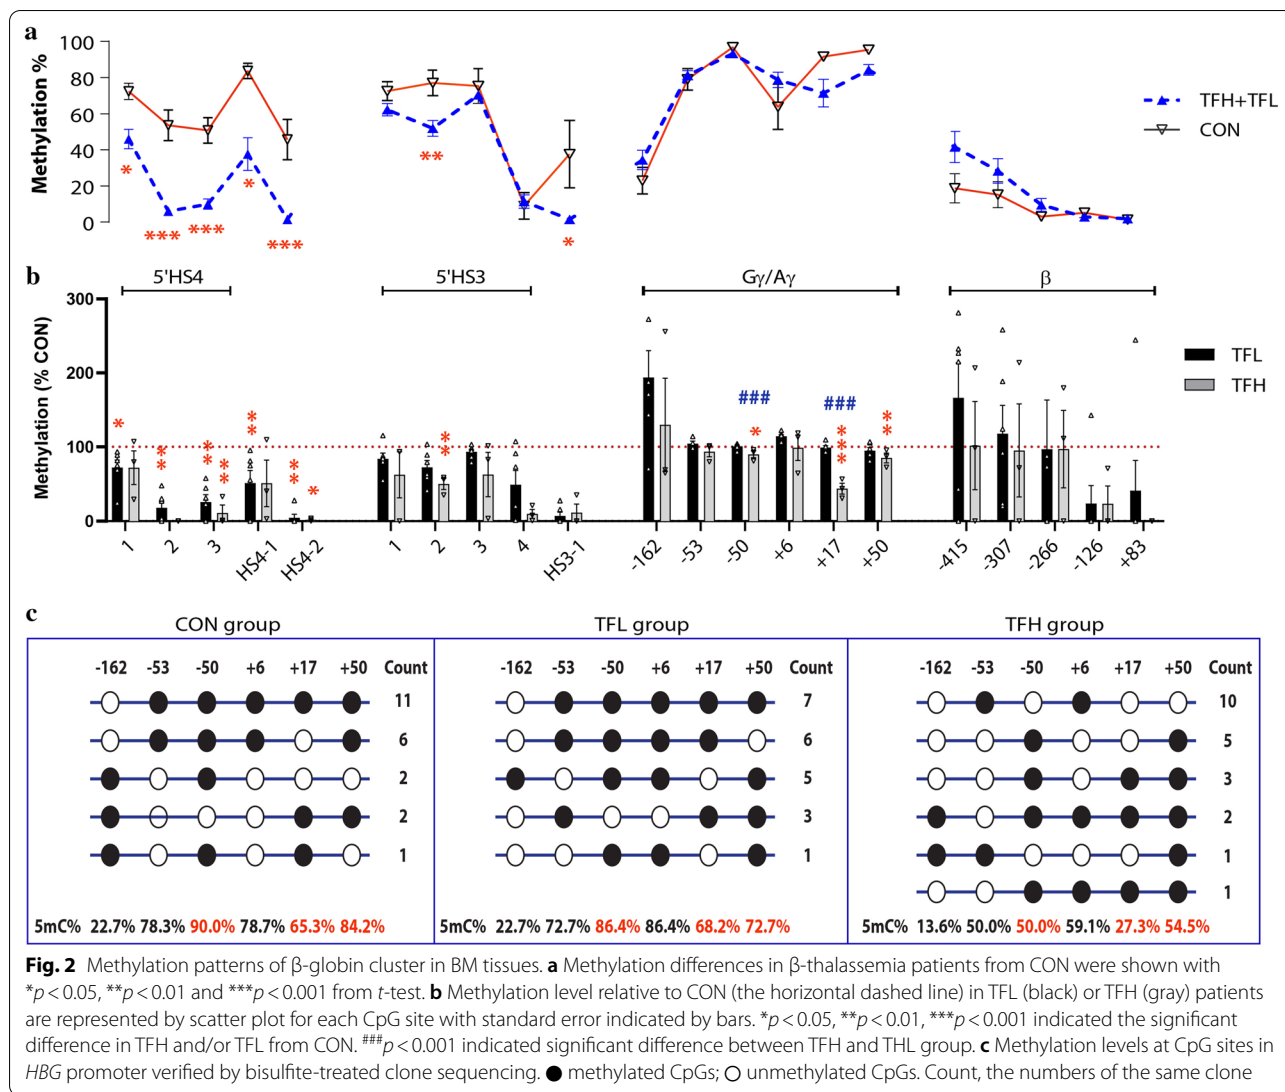 a
100
80
60
40
20
0
Methylation %
*
***
***
*
***
**
*
TFH+TFL
CON
b
5'HS4
5'HS3
Gγ/Aγ
β
300
200
100
0
Methylation (% CON)
*
**
**
**
**
**
*
**
###
*
###
***
**
TFL
TFH
1
2
3
HS4-1
HS4-2
1
2
3
4
HS3-1
-162
-53
-50
+6
+17
+50
-415
-307
-266
-126
+83
c
CON group
-162 -53 -50 +6 +17 +50 Count
11
6
2
2
1
5mC% 22.7% 78.3% 90.0% 78.7% 65.3% 84.2%
TFL group
-162 -53 -50 +6 +17 +50 Count
7
6
5
3
1
5mC% 22.7% 72.7% 86.4% 86.4% 68.2% 72.7%
TFH group
-162 -53 -50 +6 +17 +50 Count
10
5
3
2
1
1
5mC% 13.6% 50.0% 50.0% 59.1% 27.3% 54.5%
Fig. 2 Methylation patterns of β-globin cluster in BM tissues. a Methylation differences in β-thalassemia patients from CON were shown with
*p < 0.05, **p < 0.01 and ***p < 0.001 from t-test. b Methylation level relative to CON (the horizontal dashed line) in TFL (black) or TFH (gray) patients
are represented by scatter plot for each CpG site with standard error indicated by bars. *p < 0.05, **p < 0.01, ***p < 0.001 indicated the significant
difference in TFH and/or TFL from CON. ###p < 0.001 indicated significant difference between TFH and THL group. c Methylation levels at CpG sites in
HBG promoter verified by bisulfite-treated clone sequencing. ● methylated CpGs; ○ unmethylated CpGs. Count, the numbers of the same clone